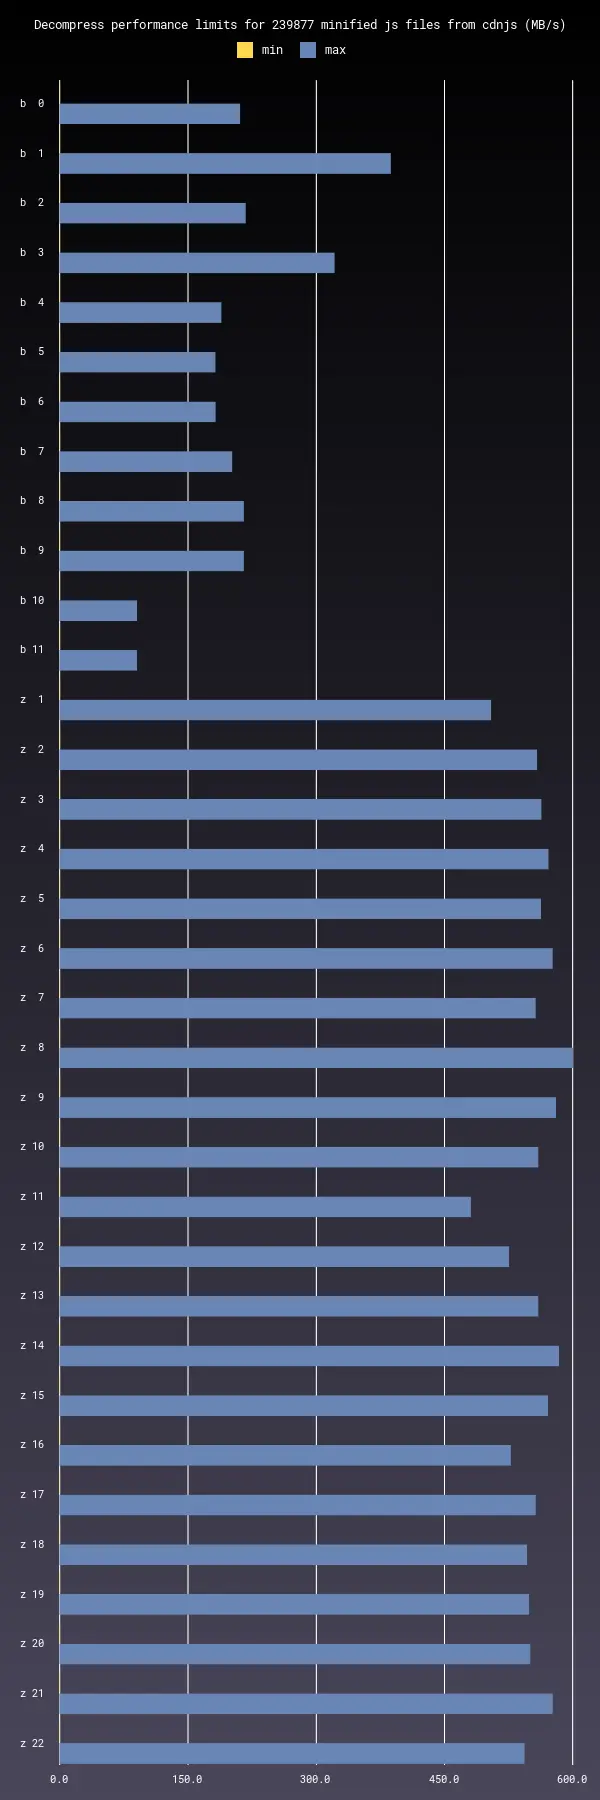 Decompress performance limits for 239877 minified js files from cdnjs (MB/s)
min max
b 0
b 1
b 2
b 3
b 4
b 5
b 6
b 7
b 8
b 9
b 10
b 11
z 1
z 2
z 3
z 4
z 5
z 6
z 7
z 8
z 9
z 10
z 11
z 12
z 13
z 14
z 15
z 16
z 17
z 18
z 19
z 20
z 21
z 22
0.0 150.0 300.0 450.0 600.0